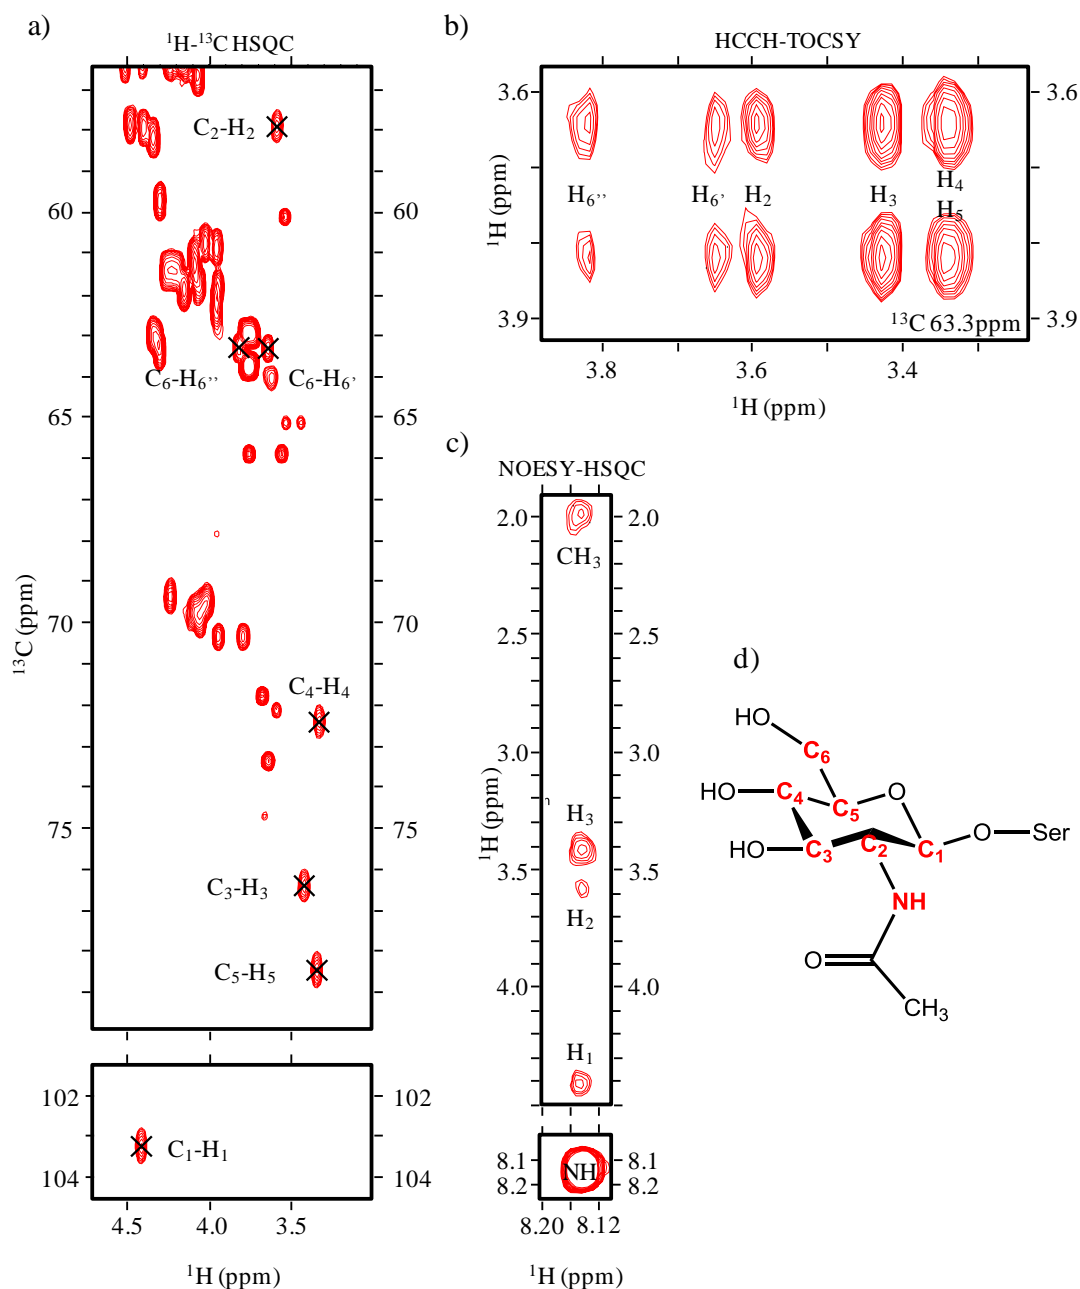 a)
¹H-¹³C HSQC
C₂-H₂
60 60
C₆-H₆’’ C₆-H₆’
65 65
¹³C (ppm)
70 70
C₄-H₄
75 75
C₃-H₃
C₅-H₅
102 102
C₁-H₁
104 104
4.5 4.0 3.5
¹H (ppm)
b)
HCCH-TOCSY
3.6 3.6
¹H (ppm)
H₆’’ H₆’ H₂ H₃ H₄
H₅
¹³C 63.3ppm
3.9 3.9
3.8 3.6 3.4
¹H (ppm)
c)
NOESY-HSQC
2.0 2.0
CH₃
2.5 2.5
3.0 3.0
¹H (ppm)
H₃
3.5 3.5
H₂
4.0 4.0
H₁
8.1 NH 8.1
8.2 8.2
8.20 8.12
¹H (ppm)
d)
HO
C₆
HO C₄ O
C₅ O Ser
HO C₃ C₂ C₁
NH
O
CH₃